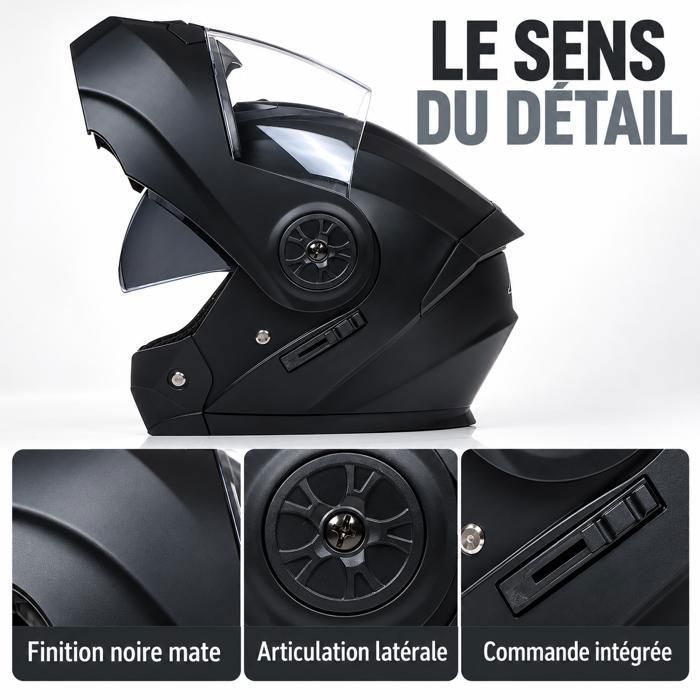 LE SENS
DU DÉTAIL
Finition noire mate
Articulation latérale
Commande intégrée